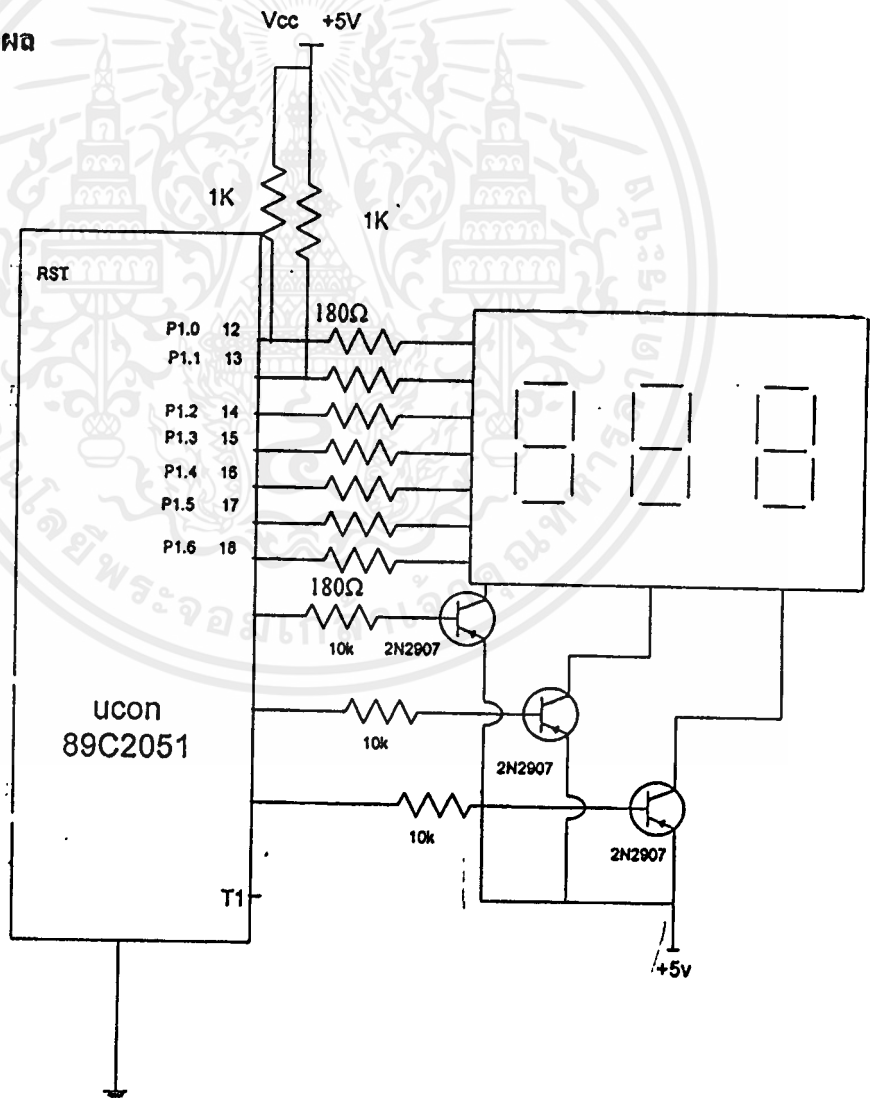 ผล
Vcc +5V
1K
1K
RST
180Ω
P1.0 12
P1.1 13
P1.2 14
P1.3 15
P1.4 16
P1.5 17
P1.6 18
180Ω
10k
2N2907
ucon
89C2051
10k
2N2907
10k
2N2907
T1
+5v